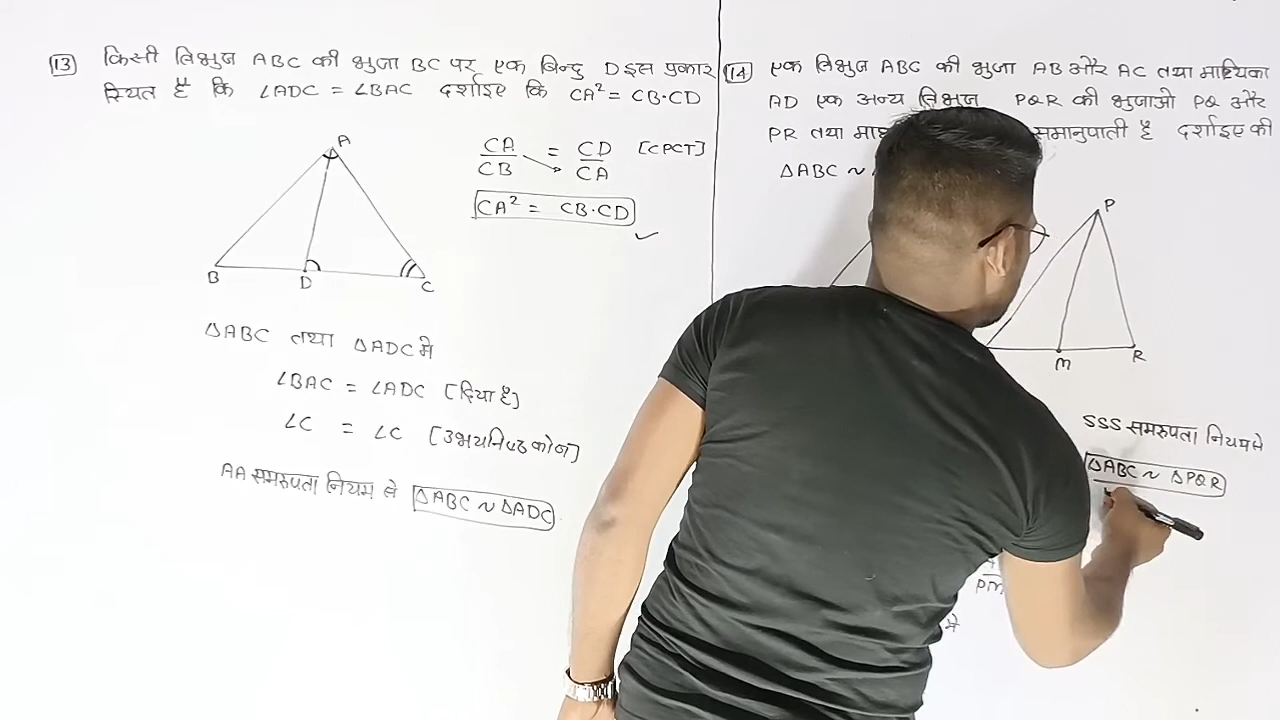 13 किसी त्रिभुज ABC की भुजा BC पर एक बिन्दु D इस प्रकार
स्थित है कि ∠ADC = ∠BAC दर्शाइए कि CA² = CB·CD
A
B
D
C
CA/CB = CD/CA [CPCT]
CA² = CB·CD
ΔABC तथा ΔADC मे
∠BAC = ∠ADC [दिया है]
∠C = ∠C [उभयनिष्ठ कोण]
AA समरुपता नियम से ΔABC ~ ΔADC
14 एक त्रिभुज ABC की भुजा AB और AC तथा माध्यिका
AD एक अन्य त्रिभुज PQR की भुजाओ PQ और
PR तथा समानुपाती है दर्शाइए की
ΔABC ~
P
M
R
SSS समरुपता नियम से
ΔABC ~ ΔPQR
PM
मे